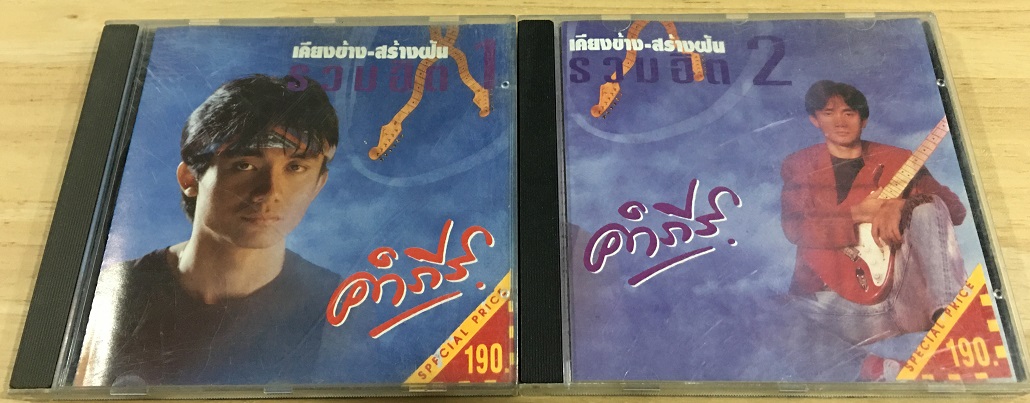 เคียงข้าง-สร้างฝัน
รวมฮิต 1
อำภีร์
SPECIAL PRICE
190.
เคียงข้าง-สร้างฝัน
รวมฮิต 2
อำภีร์
SPECIAL PRICE
190.